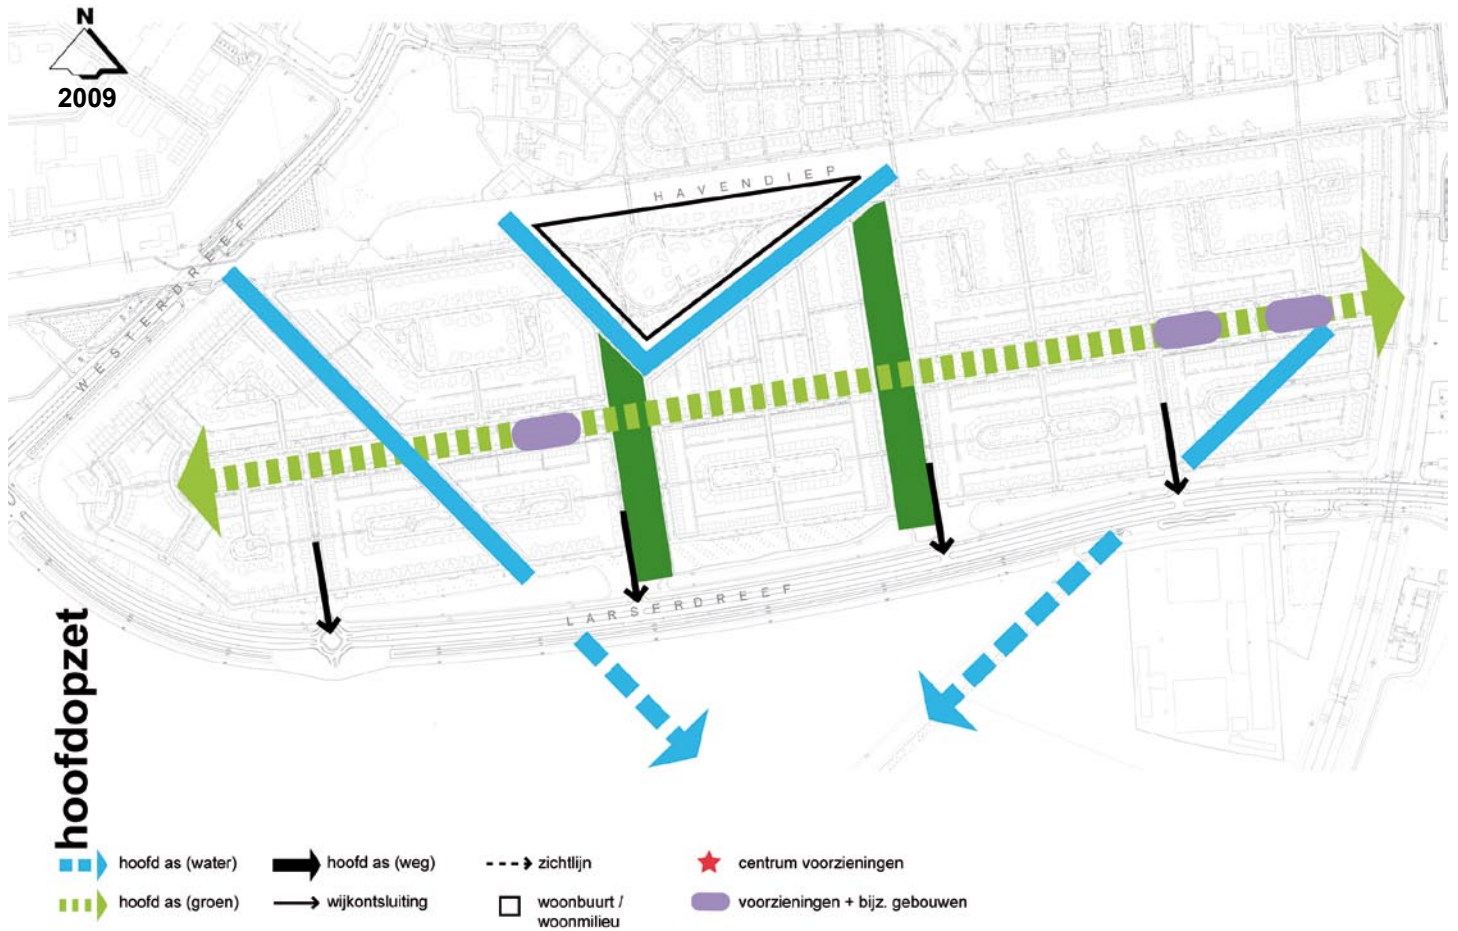 N
2009
HAVENDIEP
WESTERDREEF
LARSERDREEF
hoofdopzet
hoofd as (water)
hoofd as (weg)
zichtlijn
centrum voorzieningen
hoofd as (groen)
wijkontsluiting
woonbuurt /
woonmilieu
voorzieningen + bijz. gebouwen